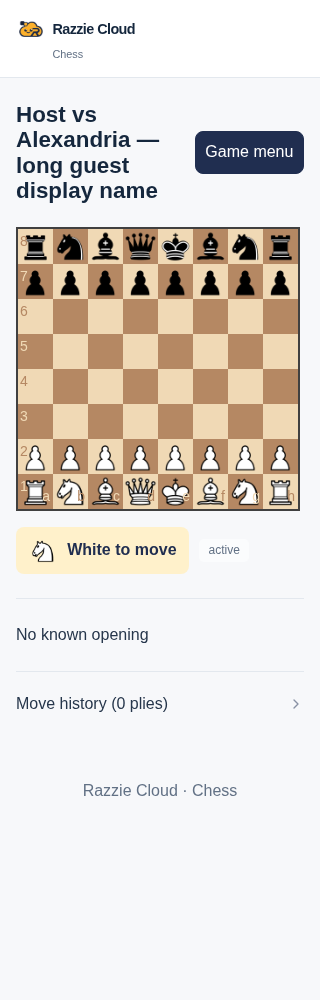 Razzie Cloud
Chess
Host vs
Alexandria —
long guest
display name
Game menu
8
7
6
5
4
3
2
1
a
c
d
e
f
g
h
White to move
active
No known opening
Move history (0 plies)
Razzie Cloud · Chess